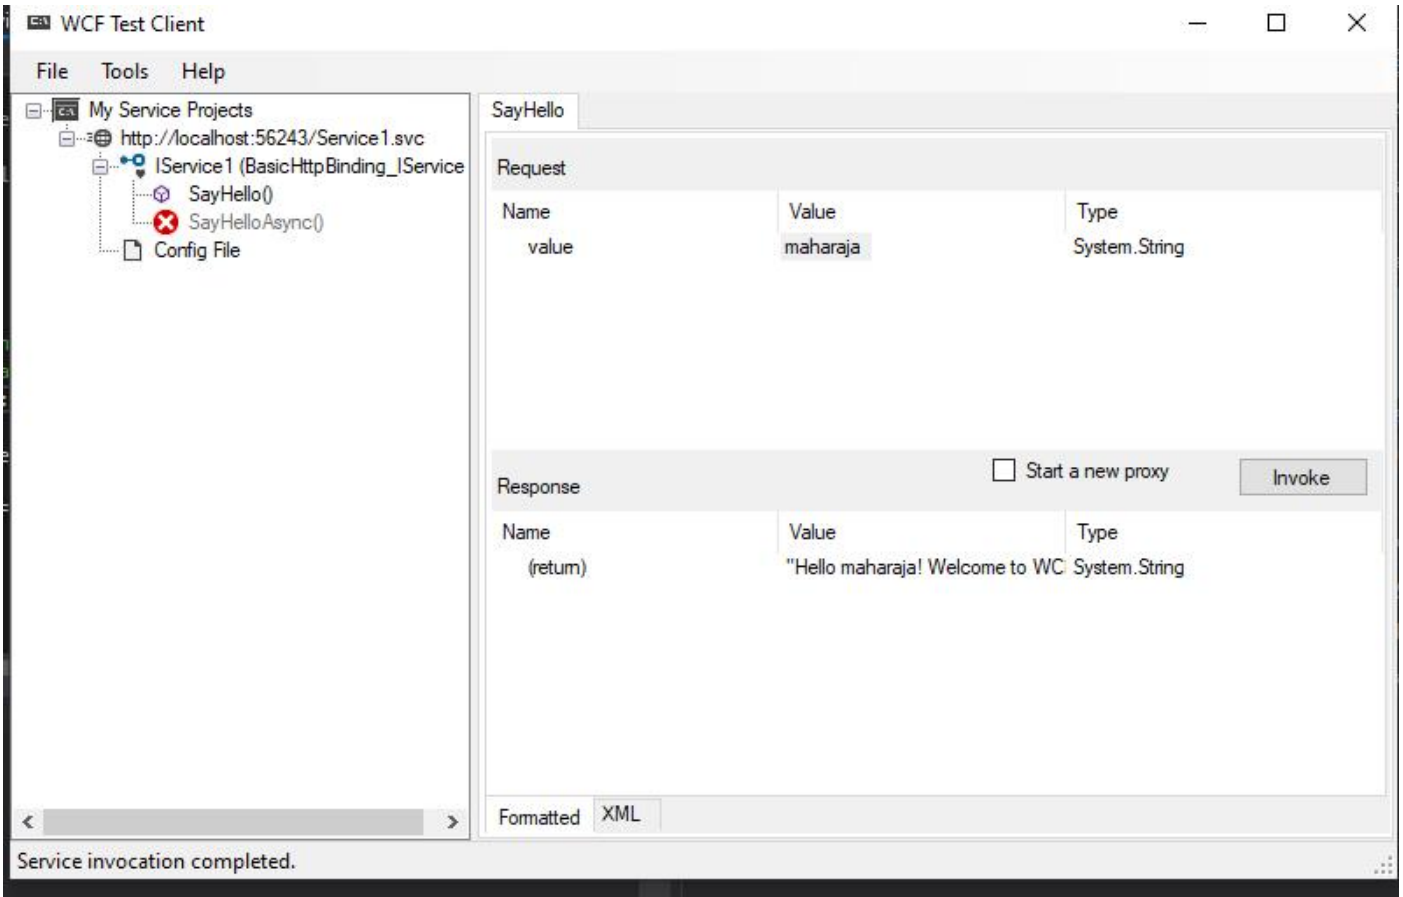 WCF Test Client
File Tools Help
My Service Projects
http://localhost:56243/Service1.svc
IService1 (BasicHttpBinding_IService
SayHello()
SayHelloAsync()
Config File
SayHello
Request
Name Value Type
value maharaja System.String
Response
Start a new proxy
Invoke
Name Value Type
(return) "Hello maharaja! Welcome to WC System.String
Formatted XML
Service invocation completed.